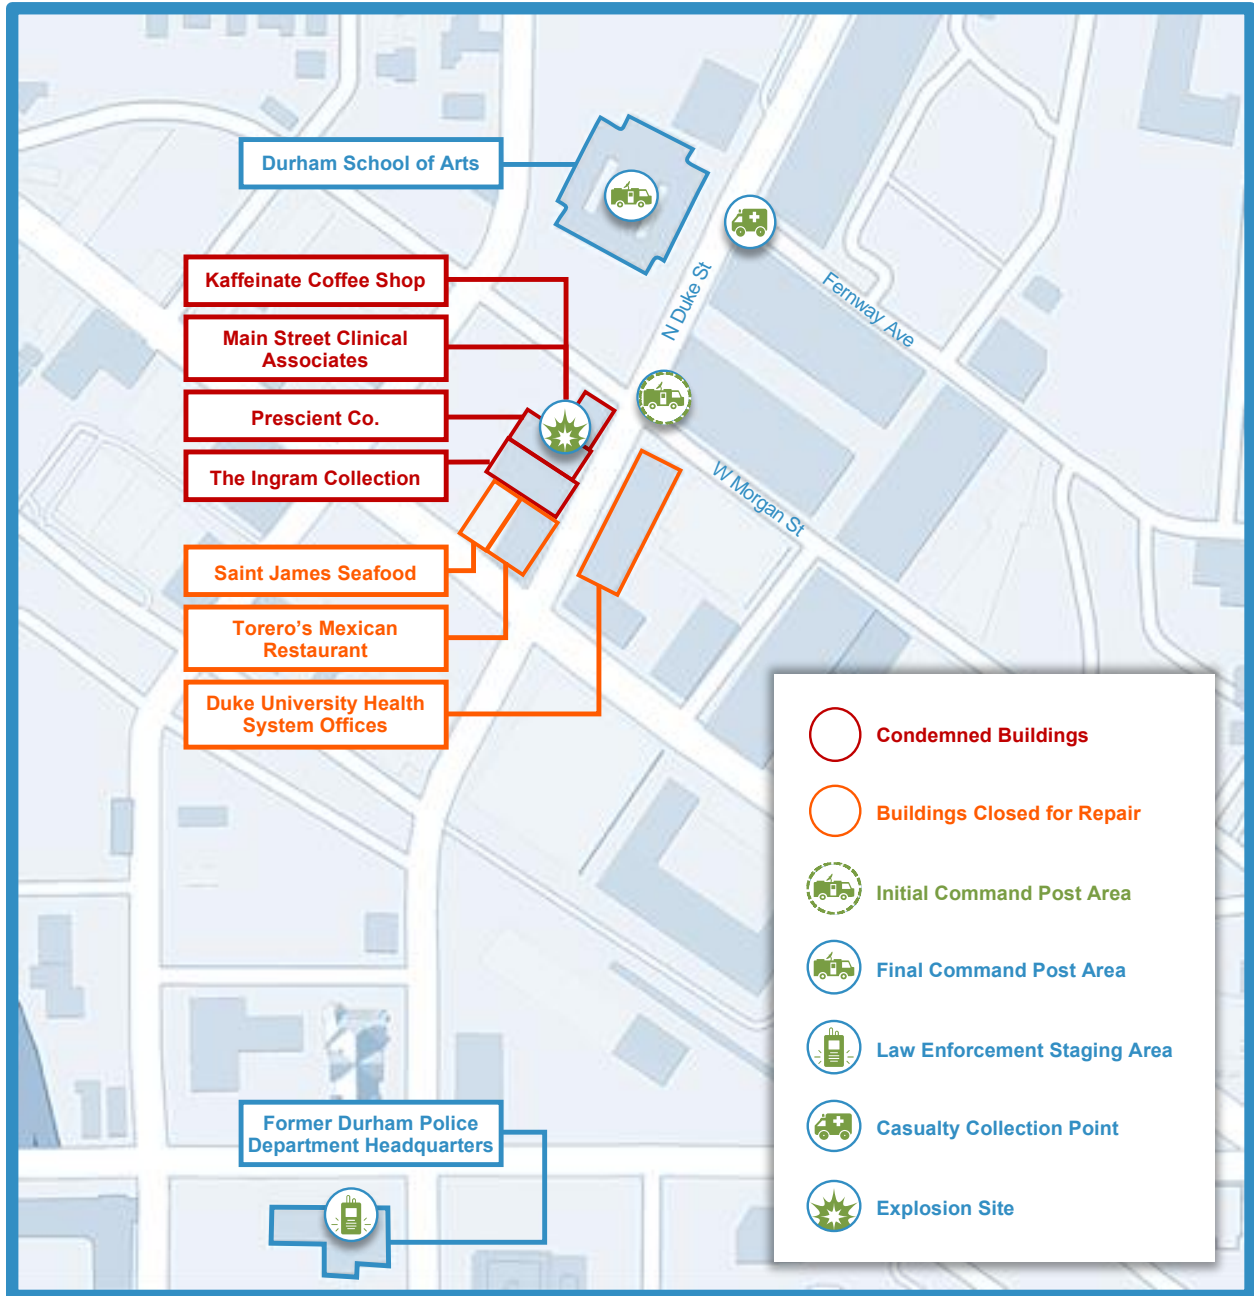 Durham School of Arts
Kaffeinate Coffee Shop
Main Street Clinical
Associates
Prescient Co.
The Ingram Collection
Saint James Seafood
Torero’s Mexican
Restaurant
Duke University Health
System Offices
N Duke St
Fernway Ave
W Morgan St
Condemned Buildings
Buildings Closed for Repair
Initial Command Post Area
Final Command Post Area
Law Enforcement Staging Area
Casualty Collection Point
Explosion Site
Former Durham Police
Department Headquarters